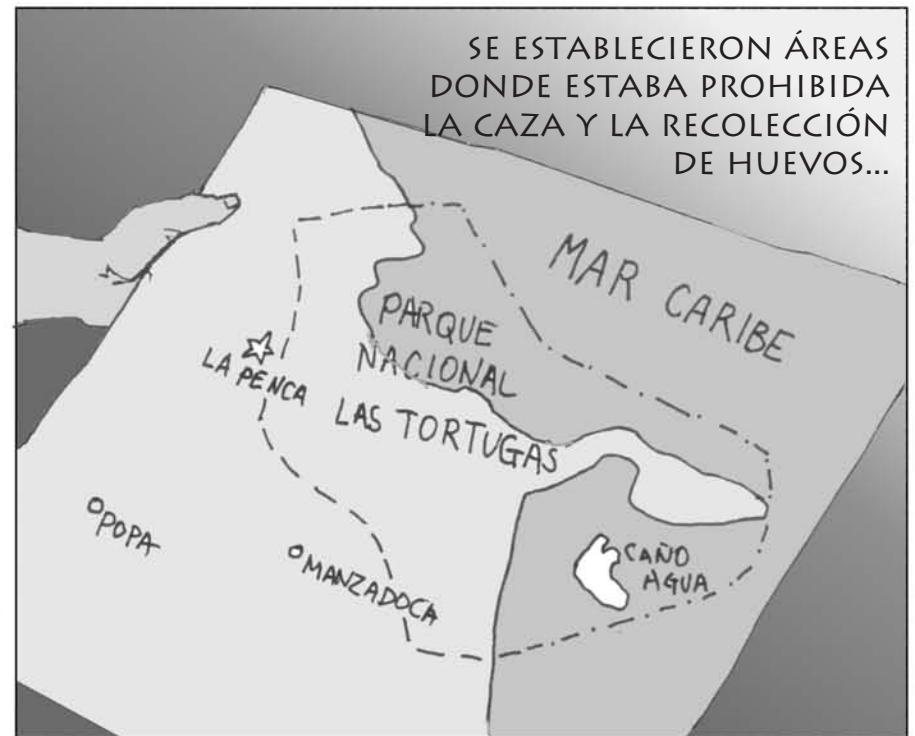 SE ESTABLECIERON ÁREAS
DONDE ESTABA PROHIBIDA
LA CAZA Y LA RECOLECCIÓN
DE HUEVOS...
MAR CARIBE
PARQUE
NACIONAL
LAS TORTUGAS
LA PENCA
POPA
MANZADOCA
CAÑO
AGUA